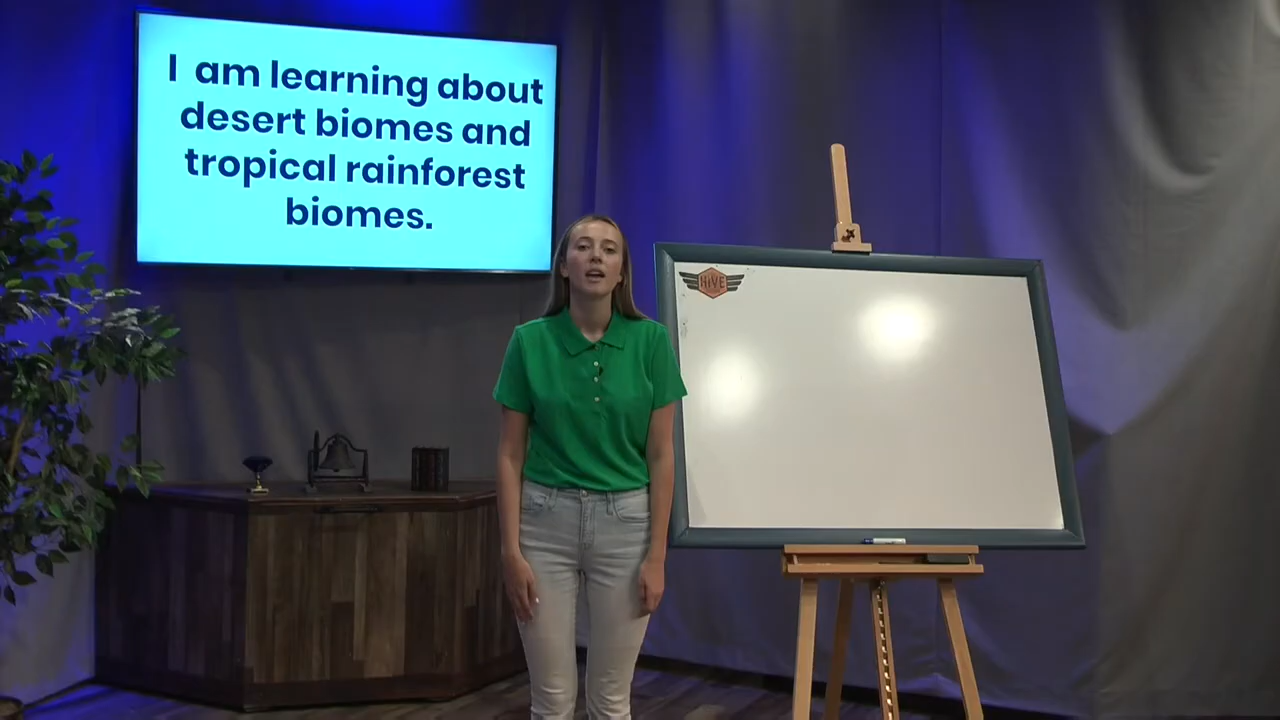 I am learning about
desert biomes and
tropical rainforest
biomes.
HIVE